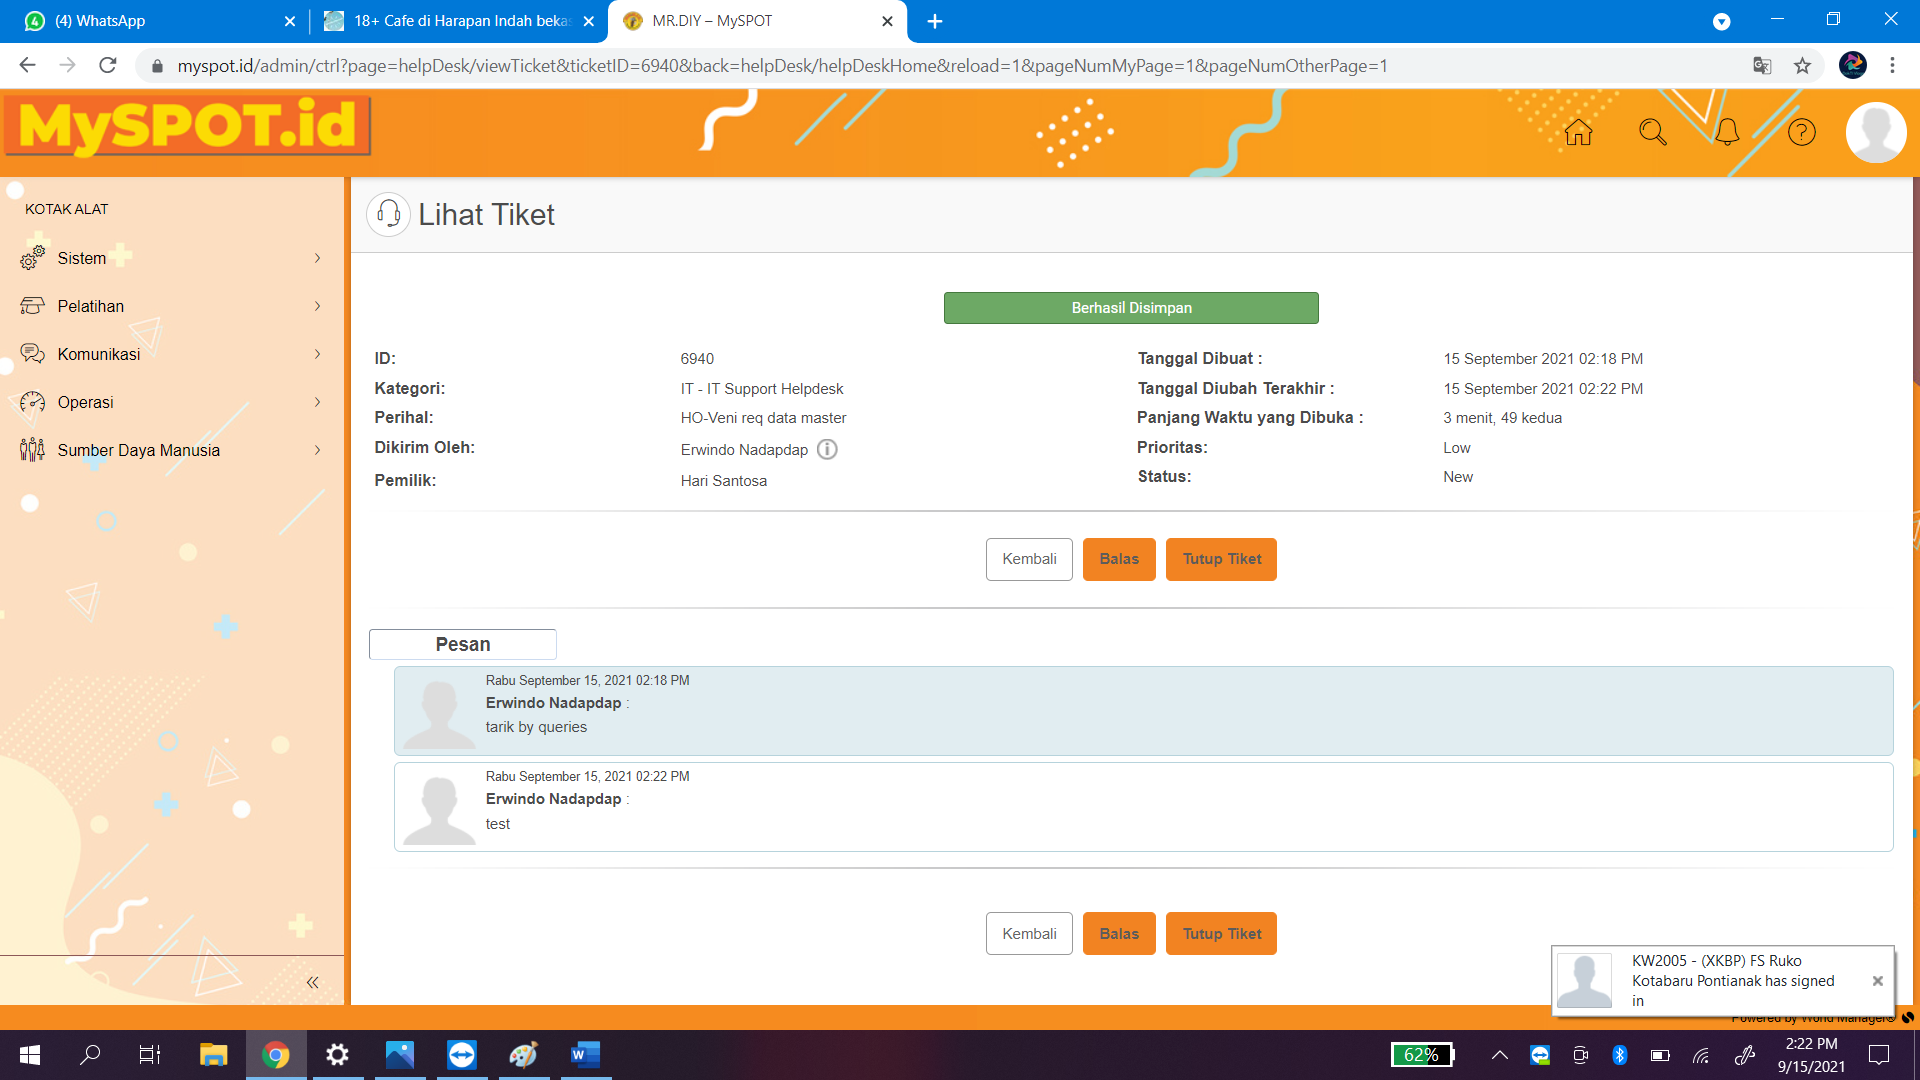 (4) WhatsApp
18+ Cafe di Harapan Indah beka
MR.DIY – MySPOT
myspot.id/admin/ctrl?page=helpDesk/viewTicket&ticketID=6940&back=helpDesk/helpDeskHome&reload=1&pageNumMyPage=1&pageNumOtherPage=1
MySPOT.id
KOTAK ALAT
Sistem
Pelatihan
Komunikasi
Operasi
Sumber Daya Manusia
Lihat Tiket
Berhasil Disimpan
ID: 6940
Kategori: IT - IT Support Helpdesk
Perihal: HO-Veni req data master
Dikirim Oleh: Erwindo Nadapdap
Pemilik: Hari Santosa
Tanggal Dibuat : 15 September 2021 02:18 PM
Tanggal Diubah Terakhir : 15 September 2021 02:22 PM
Panjang Waktu yang Dibuka : 3 menit, 49 kedua
Prioritas: Low
Status: New
Kembali Balas Tutup Tiket
Pesan
Rabu September 15, 2021 02:18 PM
Erwindo Nadapdap :
tarik by queries
Rabu September 15, 2021 02:22 PM
Erwindo Nadapdap :
test
Kembali Balas Tutup Tiket
KW2005 - (XKBP) FS Ruko
Kotabaru Pontianak has signed
in
Powered by World Manager®
62%
2:22 PM
9/15/2021